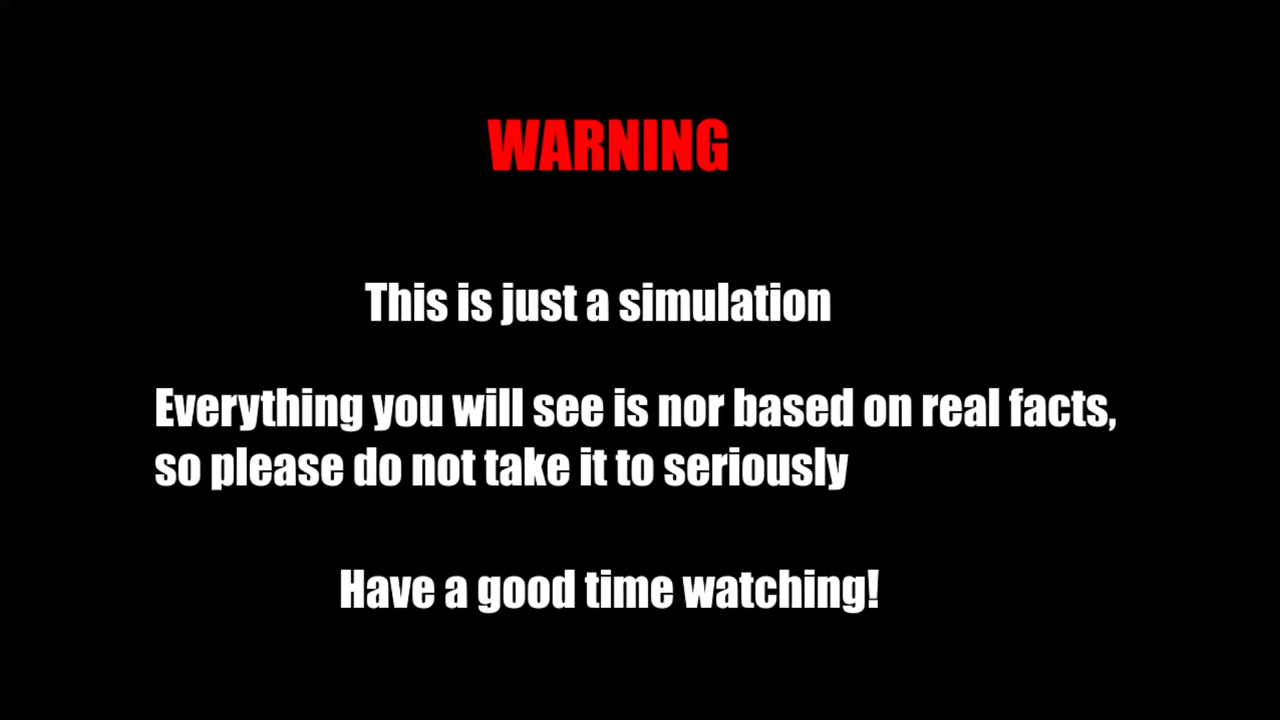 WARNING
This is just a simulation
Everything you will see is nor based on real facts,
so please do not take it to seriously
Have a good time watching!